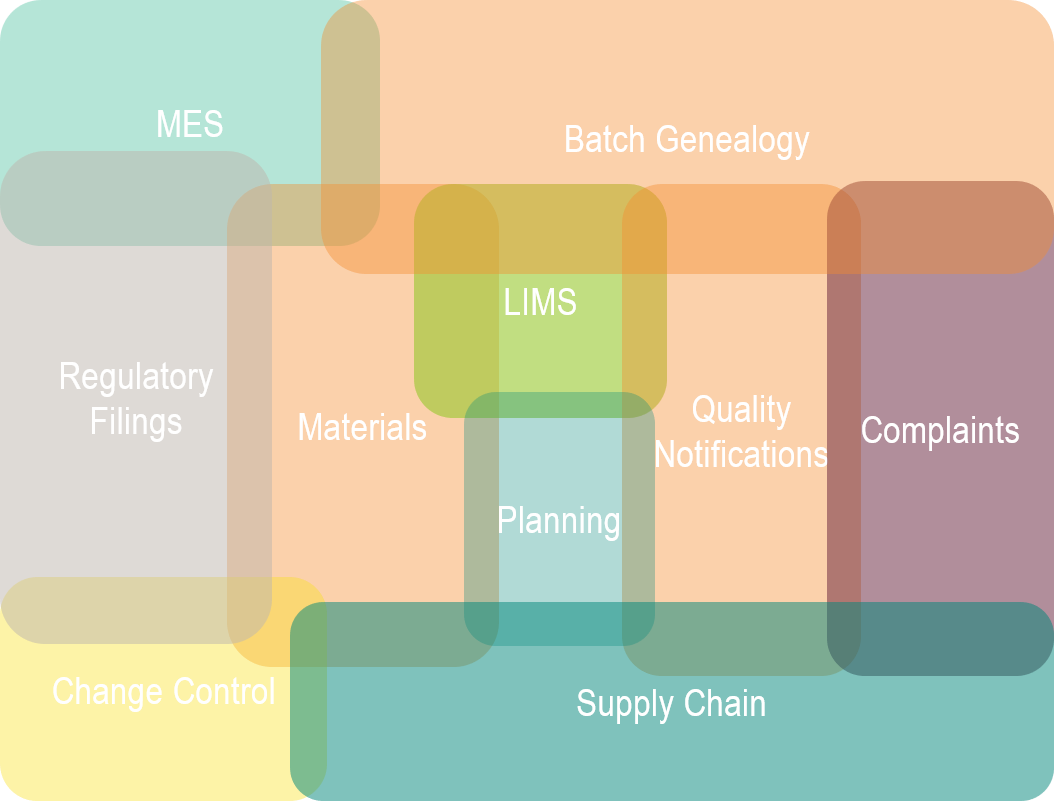 MES
Batch Genealogy
LIMS
Regulatory
Filings
Materials
Quality
Notifications
Complaints
Planning
Change Control
Supply Chain